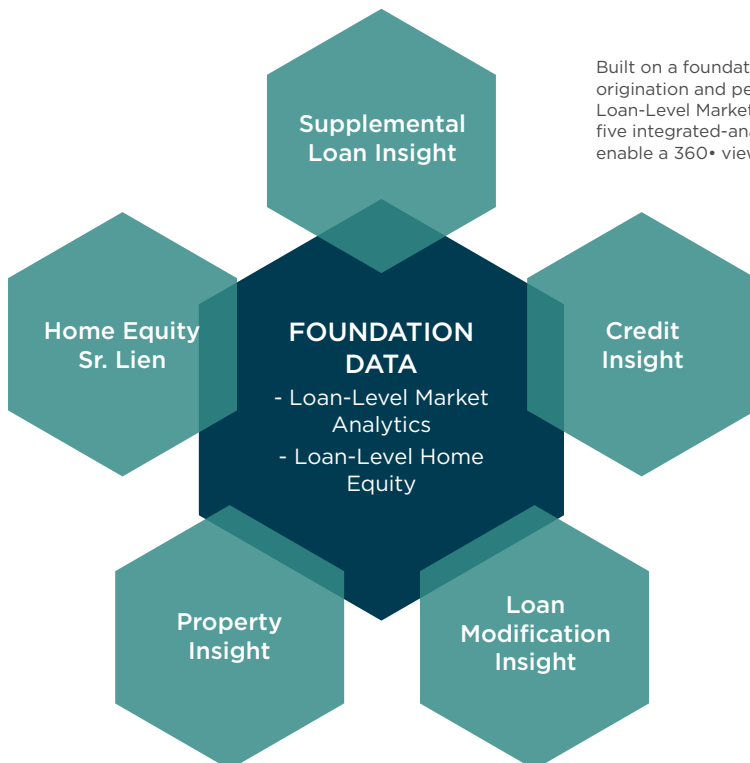 Supplemental
Loan Insight
Built on a foundat
origination and pe
Loan-Level Market
five integrated-ana
enable a 360• view
Home Equity
Sr. Lien
FOUNDATION
DATA
- Loan-Level Market
Analytics
- Loan-Level Home
Equity
Credit
Insight
Property
Insight
Loan
Modification
Insight